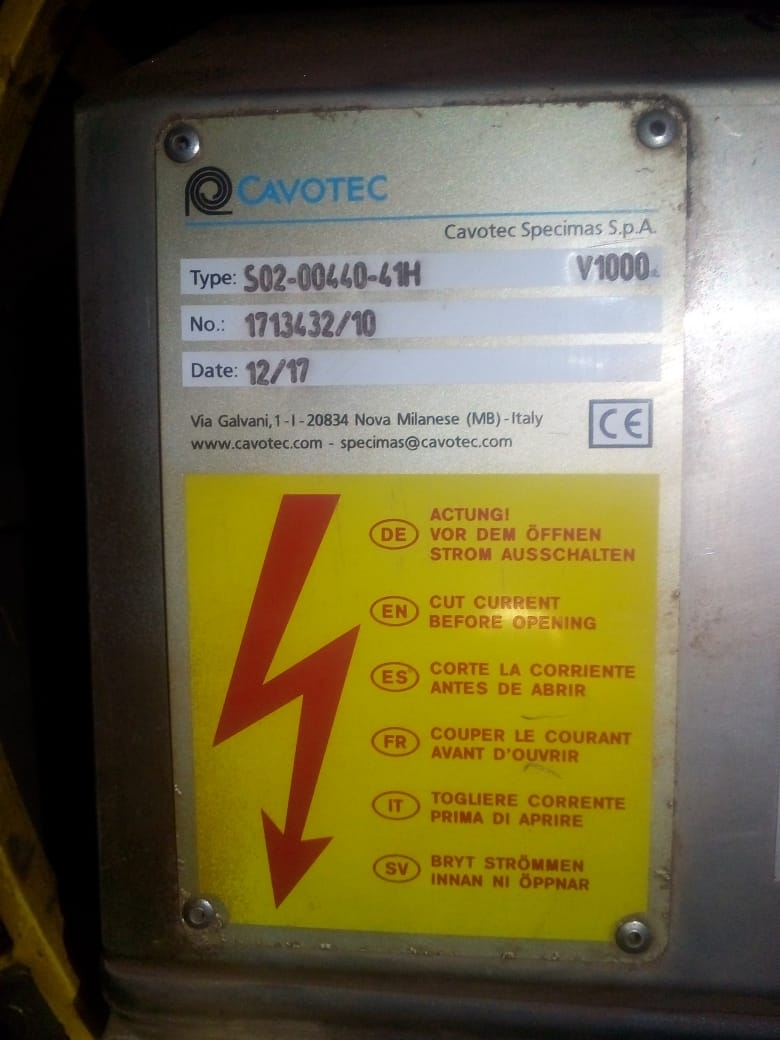 CAVOTEC
Cavotec Specimas S.p.A.
Type: S02-00440-41H V1000
No.: 1713432/10
Date: 12/17
Via Galvani,1-I-20834 Nova Milanese (MB)-Italy
www.cavotec.com - specimas@cavotec.com
CE
DE ACTUNG!
VOR DEM ÖFFNEN
STROM AUSSCHALTEN
EN CUT CURRENT
BEFORE OPENING
ES CORTE LA CORRIENTE
ANTES DE ABRIR
FR COUPER LE COURANT
AVANT D'OUVRIR
IT TOGLIERE CORRENTE
PRIMA DI APRIRE
SV BRYT STRÖMMEN
INNAN NI ÖPPNAR